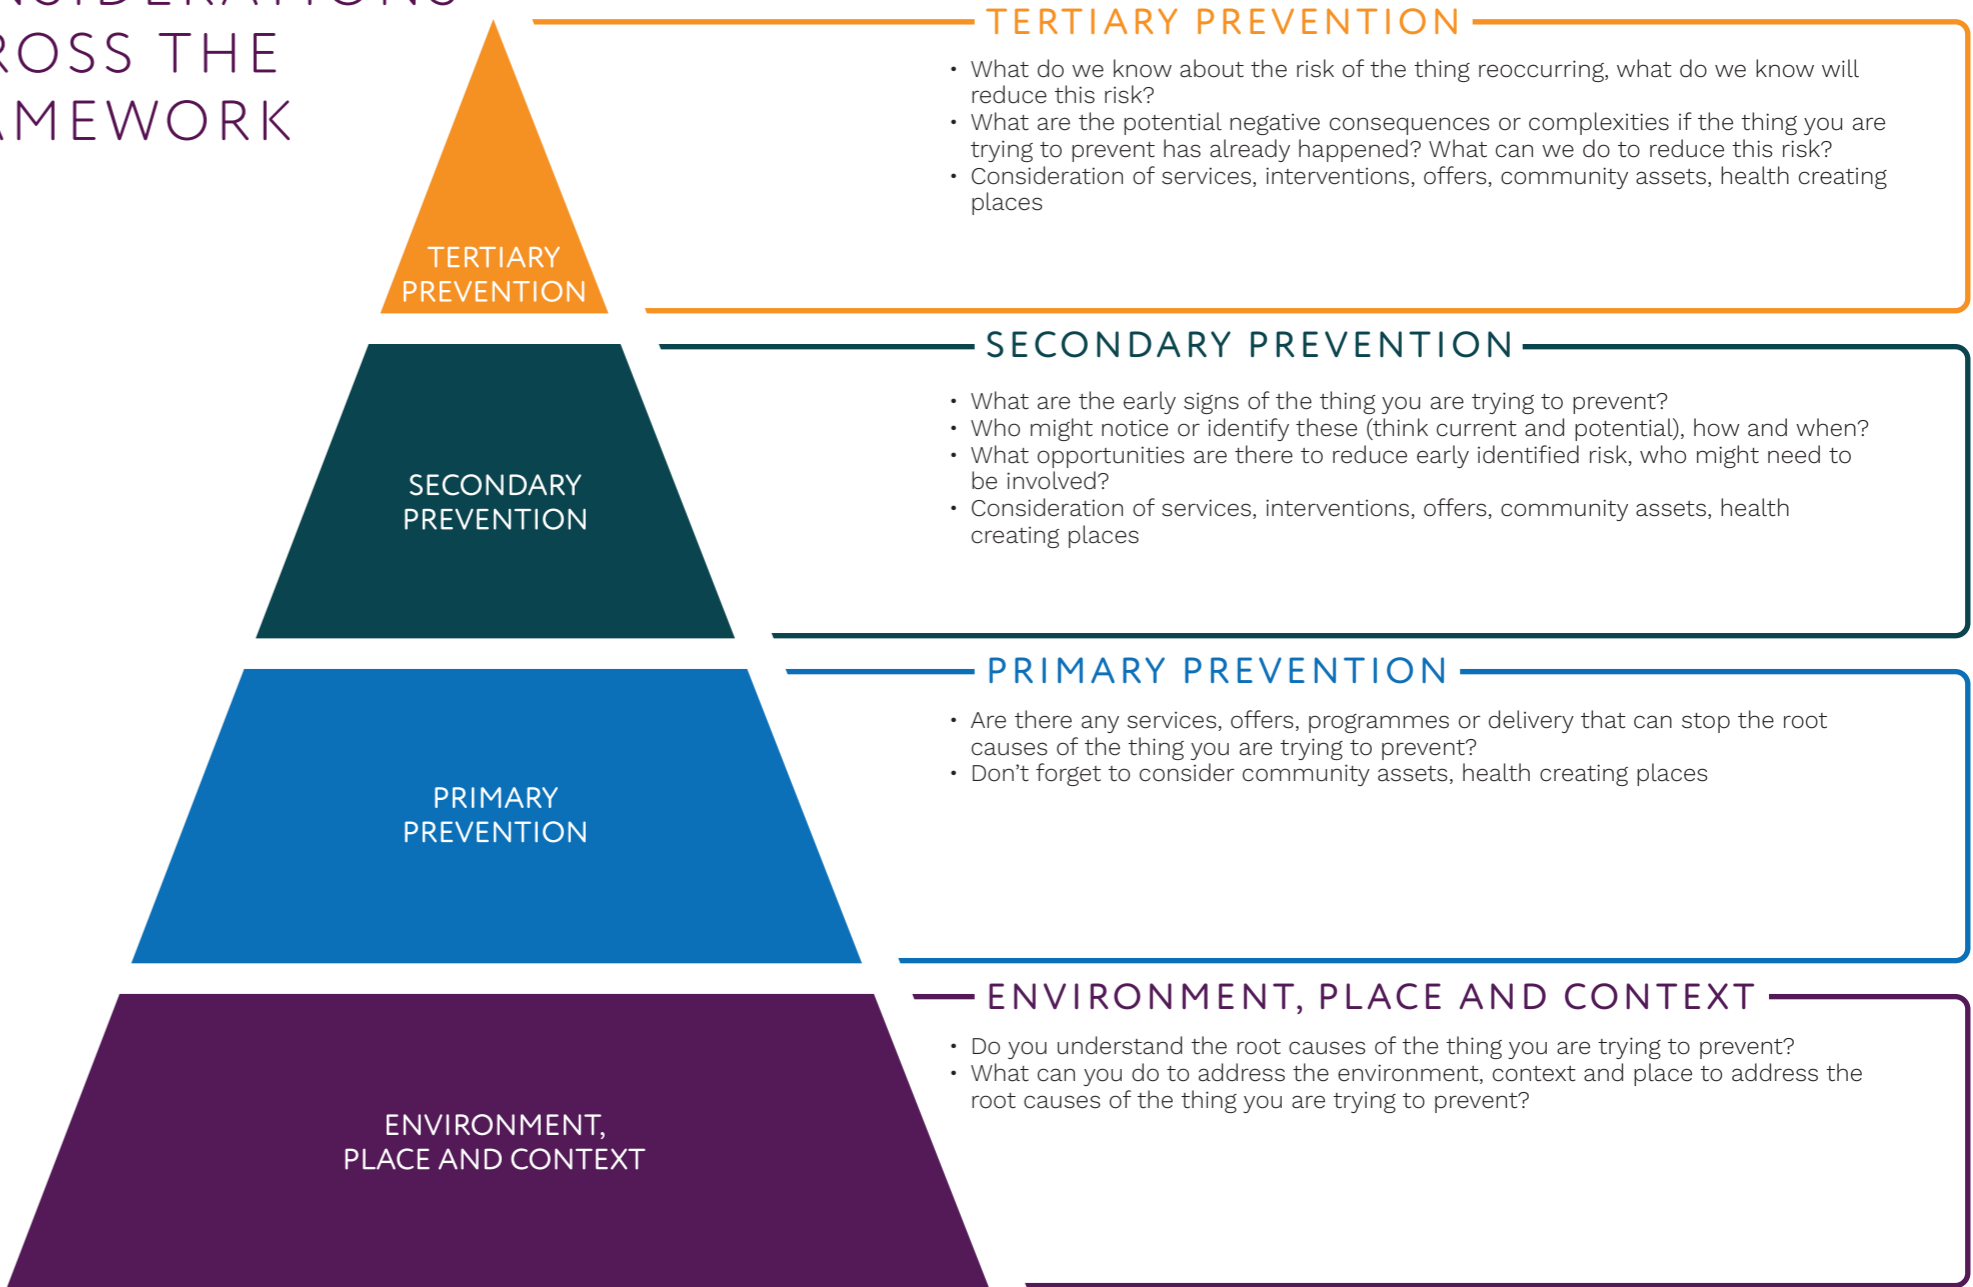 THE
TERTIARY PREVENTION
• What do we know about the risk of the thing reoccurring, what do we know will
reduce this risk?
• What are the potential negative consequences or complexities if the thing you are
trying to prevent has already happened? What can we do to reduce this risk?
• Consideration of services, interventions, offers, community assets, health creating
places
TERTIARY
PREVENTION
SECONDARY PREVENTION
• What are the early signs of the thing you are trying to prevent?
• Who might notice or identify these (think current and potential), how and when?
• What opportunities are there to reduce early identified risk, who might need to
be involved?
• Consideration of services, interventions, offers, community assets, health
creating places
SECONDARY
PREVENTION
PRIMARY PREVENTION
• Are there any services, offers, programmes or delivery that can stop the root
causes of the thing you are trying to prevent?
• Don’t forget to consider community assets, health creating places
PRIMARY
PREVENTION
ENVIRONMENT, PLACE AND CONTEXT
• Do you understand the root causes of the thing you are trying to prevent?
• What can you do to address the environment, context and place to address the
root causes of the thing you are trying to prevent?
ENVIRONMENT,
PLACE AND CONTEXT